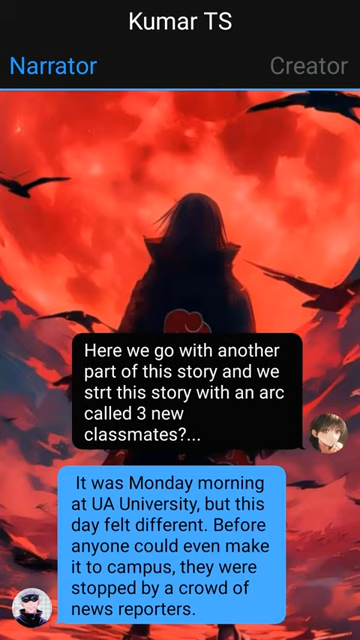 Kumar TS
Narrator
Creator
Here we go with another
part of this story and we
strt this story with an arc
called 3 new
classmates?...
It was Monday morning
at UA University, but this
day felt different. Before
anyone could even make
it to campus, they were
stopped by a crowd of
news reporters.